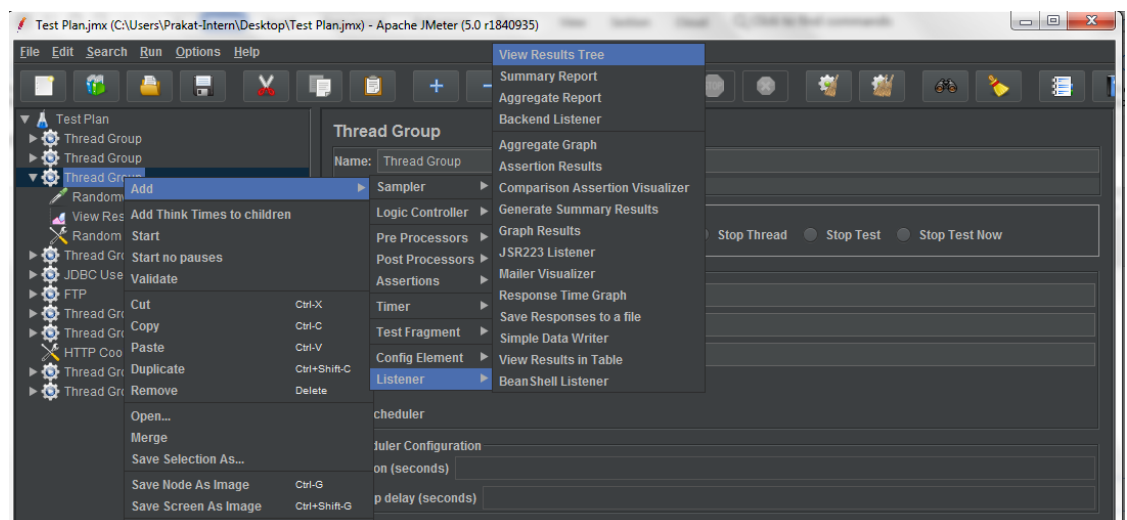 Test Plan.jmx (C:\Users\Prakat-Intern\Desktop\Test Plan.jmx) - Apache JMeter (5.0 r1840935)
File Edit Search Run Options Help
Test Plan
Thread Group
Thread Group
Thread Group
Random
View Res
Random
Thread Gro
JDBC Use
FTP
Thread Gro
Thread Gro
HTTP Coo
Thread Gro
Thread Gro
Add
Add Think Times to children
Start
Start no pauses
Validate
Cut Ctrl-X
Copy Ctrl-C
Paste Ctrl-V
Duplicate Ctrl+Shift-C
Remove Delete
Open...
Merge
Save Selection As...
Save Node As Image Ctrl-G
Save Screen As Image Ctrl+Shift-G
Thread Group
Name: Thread Group
Sampler
Logic Controller
Pre Processors
Post Processors
Assertions
Timer
Test Fragment
Config Element
Listener
View Results Tree
Summary Report
Aggregate Report
Backend Listener
Aggregate Graph
Assertion Results
Comparison Assertion Visualizer
Generate Summary Results
Graph Results
JSR223 Listener
Mailer Visualizer
Response Time Graph
Save Responses to a file
Simple Data Writer
View Results in Table
BeanShell Listener
Stop Thread Stop Test Stop Test Now
cheduler
duler Configuration
on (seconds)
p delay (seconds)